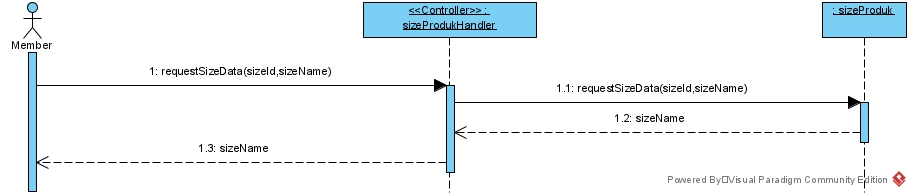 <<Controller>> :
sizeProdukHandler
: sizeProduk
Member
1: requestSizeData(sizeId,sizeName)
1.1: requestSizeData(sizeId,sizeName)
1.2: sizeName
1.3: sizeName
Powered By Visual Paradigm Community Edition